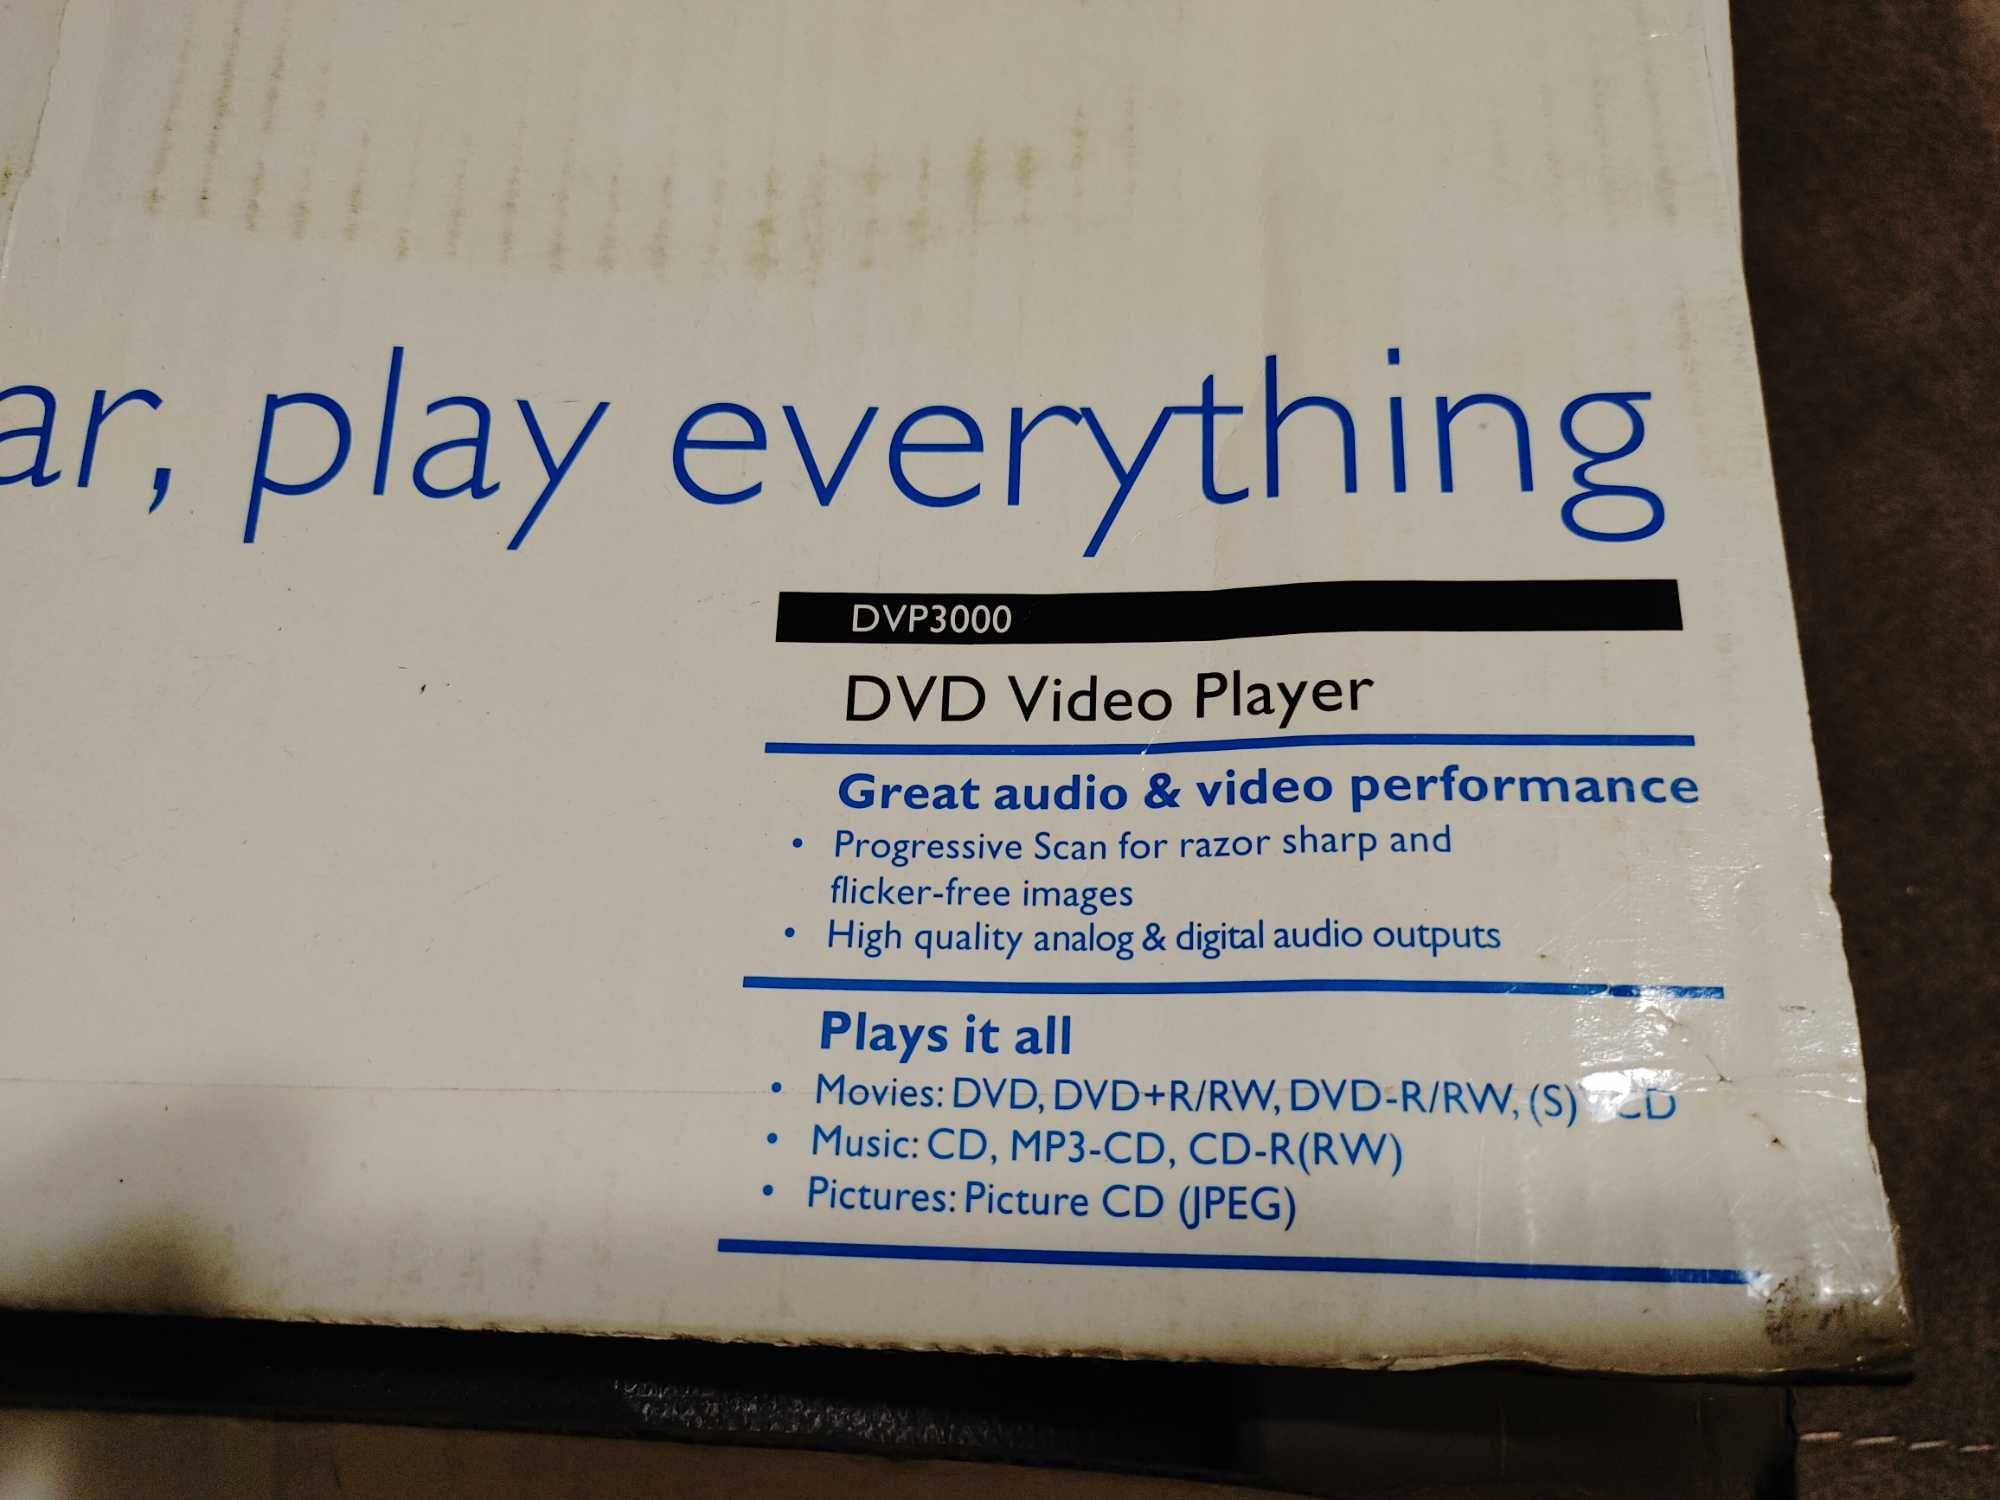 ar, play everything
DVP3000
DVD Video Player
Great audio & video performance
• Progressive Scan for razor sharp and
flicker-free images
• High quality analog & digital audio outputs
Plays it all
• Movies: DVD, DVD+R/RW, DVD-R/RW, (S) CD
• Music: CD, MP3-CD, CD-R(RW)
• Pictures: Picture CD (JPEG)